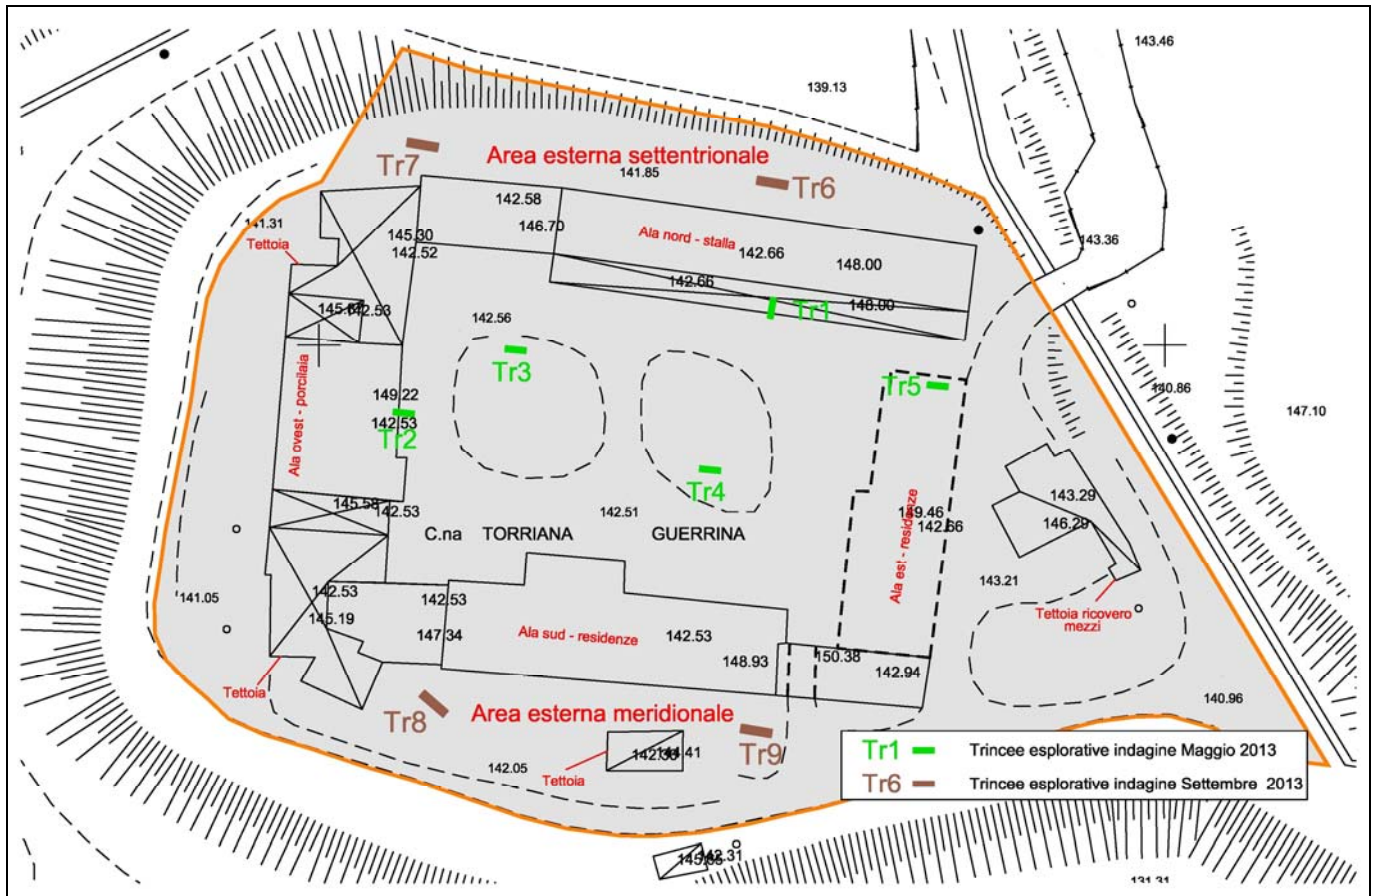 143.46
139.13
Tr7
Area esterna settentrionale
141.85
Tr6
142.58
141.31
146.70
Tettoia
145.30
142.52
Ala nord - stalla
142.66
148.00
143.36
142.66
148.00
Tr1
142.53
142.56
Tr3
Tr5
140.86
147.10
149.22
142.53
Tr2
Ala ovest - porcilaia
Tr4
145.58
142.53
142.51
C.na TORRIANA GUERRINA
149.46
142.66
Ala est - residenze
143.29
146.29
143.21
141.05
142.53
145.19
142.53
147.34
Ala sud - residenze
142.53
148.93
150.38
142.94
Tettoia ricovero
mezzi
Tettoia
140.96
Tr8
Area esterna meridionale
Tr9
142.05
Tettoia
Tr1 Trincee esplorative indagine Maggio 2013
Tr6 Trincee esplorative indagine Settembre 2013
142.31
131.31